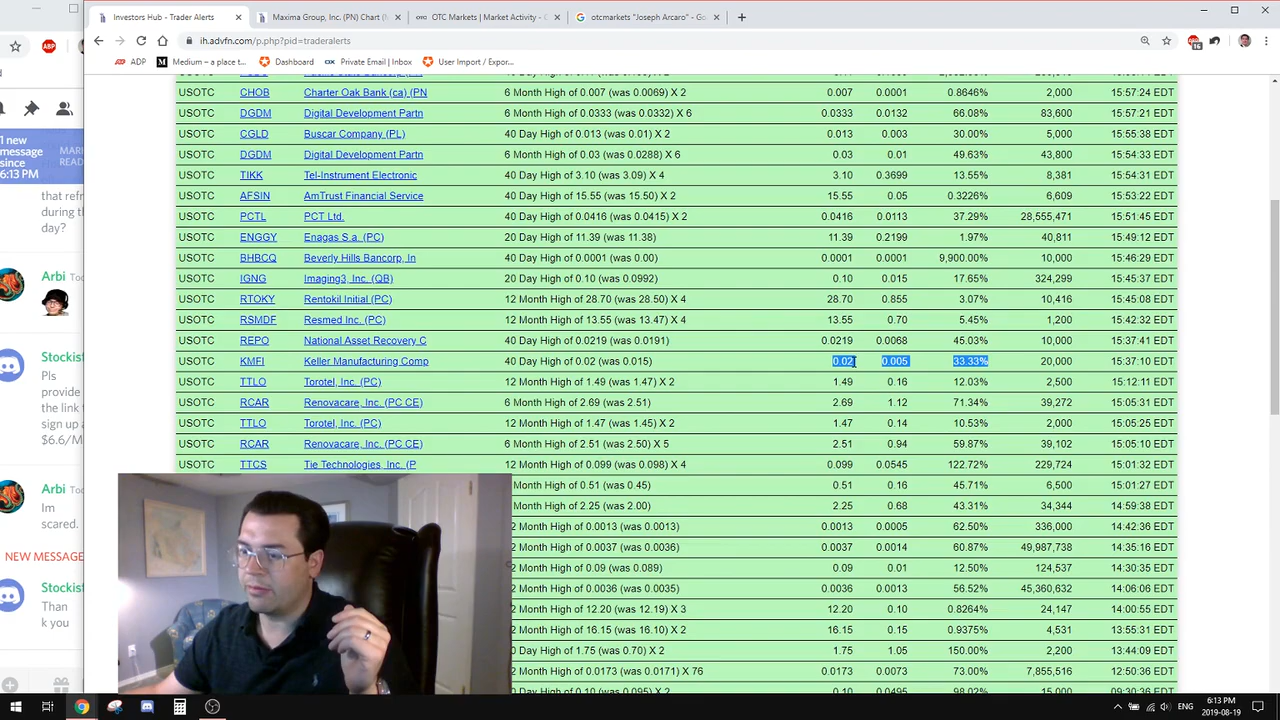 Investors Hub - Trader Alerts
Maxima Group, Inc. (PN) Chart (M
OTC Markets | Market Activity - O
otcmarkets "Joseph Arcaro" - Go
ih.advfn.com/p.php?pid=traderalerts
16
ADP
Medium – a place to...
Dashboard
Private Email | Inbox
User Import / Expor...
1 new
message
since
6:13 PM
MAR
READ
that refr
during th
day?
Arbi To
Stockist
Pls
provide
the link
sign up a
$6.6/M
Arbi Too
Im
scared.
NEW MESSAGE
Stockist
Than
k you
USOTC CHOB Charter Oak Bank (ca) (PN 6 Month High of 0.007 (was 0.0069) X 2 0.007 0.0001 0.8646% 2,000 15:57:24 EDT
USOTC DGDM Digital Development Partn 6 Month High of 0.0333 (was 0.0332) X 6 0.0333 0.0132 66.08% 83,600 15:57:21 EDT
USOTC CGLD Buscar Company (PL) 40 Day High of 0.013 (was 0.01) X 2 0.013 0.003 30.00% 5,000 15:55:38 EDT
USOTC DGDM Digital Development Partn 6 Month High of 0.03 (was 0.0288) X 6 0.03 0.01 49.63% 43,800 15:54:33 EDT
USOTC TIKK Tel-Instrument Electronic 40 Day High of 3.10 (was 3.09) X 4 3.10 0.3699 13.55% 8,381 15:54:31 EDT
USOTC AFSIN AmTrust Financial Service 40 Day High of 15.55 (was 15.50) X 2 15.55 0.05 0.3226% 6,609 15:53:22 EDT
USOTC PCTL PCT Ltd. 40 Day High of 0.0416 (was 0.0415) X 2 0.0416 0.0113 37.29% 28,555,471 15:51:45 EDT
USOTC ENGGY Enagas S.a. (PC) 20 Day High of 11.39 (was 11.38) 11.39 0.2199 1.97% 40,811 15:49:12 EDT
USOTC BHBCQ Beverly Hills Bancorp, In 40 Day High of 0.0001 (was 0.00) 0.0001 0.0001 9,900.00% 10,000 15:46:29 EDT
USOTC IGNG Imaging3, Inc. (QB) 20 Day High of 0.10 (was 0.0992) 0.10 0.015 17.65% 324,299 15:45:37 EDT
USOTC RTOKY Rentokil Initial (PC) 12 Month High of 28.70 (was 28.50) X 4 28.70 0.855 3.07% 10,416 15:45:08 EDT
USOTC RSMDF Resmed Inc. (PC) 12 Month High of 13.55 (was 13.47) X 4 13.55 0.70 5.45% 1,200 15:42:32 EDT
USOTC REPO National Asset Recovery C 40 Day High of 0.0219 (was 0.0191) 0.0219 0.0068 45.03% 10,000 15:37:41 EDT
USOTC KMFI Keller Manufacturing Comp 40 Day High of 0.02 (was 0.015) 0.02 0.005 33.33% 20,000 15:37:10 EDT
USOTC TTLO Torotel, Inc. (PC) 12 Month High of 1.49 (was 1.47) X 2 1.49 0.16 12.03% 2,500 15:12:11 EDT
USOTC RCAR Renovacare, Inc. (PC CE) 6 Month High of 2.69 (was 2.51) 2.69 1.12 71.34% 39,272 15:05:31 EDT
USOTC TTLO Torotel, Inc. (PC) 12 Month High of 1.47 (was 1.45) X 2 1.47 0.14 10.53% 2,000 15:05:25 EDT
USOTC RCAR Renovacare, Inc. (PC CE) 6 Month High of 2.51 (was 2.50) X 5 2.51 0.94 59.87% 39,102 15:05:10 EDT
USOTC TTCS Tie Technologies, Inc. (P 12 Month High of 0.099 (was 0.098) X 4 0.099 0.0545 122.72% 229,724 15:01:32 EDT
Month High of 0.51 (was 0.45) 0.51 0.16 45.71% 6,500 15:01:27 EDT
Month High of 2.25 (was 2.00) 2.25 0.68 43.31% 34,344 14:59:38 EDT
2 Month High of 0.0013 (was 0.0013) 0.0013 0.0005 62.50% 336,000 14:42:36 EDT
2 Month High of 0.0037 (was 0.0036) 0.0037 0.0014 60.87% 49,987,738 14:35:16 EDT
2 Month High of 0.09 (was 0.089) 0.09 0.01 12.50% 124,537 14:30:35 EDT
2 Month High of 0.0036 (was 0.0035) 0.0036 0.0013 56.52% 45,360,632 14:06:06 EDT
2 Month High of 12.20 (was 12.19) X 3 12.20 0.10 0.8264% 24,147 14:00:55 EDT
2 Month High of 16.15 (was 16.10) X 2 16.15 0.15 0.9375% 4,531 13:55:31 EDT
0 Day High of 1.75 (was 0.70) X 2 1.75 1.05 150.00% 2,200 13:44:09 EDT
2 Month High of 0.0173 (was 0.0171) X 76 0.0173 0.0073 73.00% 7,855,516 12:50:36 EDT
0 Day High of 0.10 (was 0.095) X 2 0.10 0.0495 98.02% 15,000 09:30:36 EDT
ENG
6:13 PM
2019-08-19